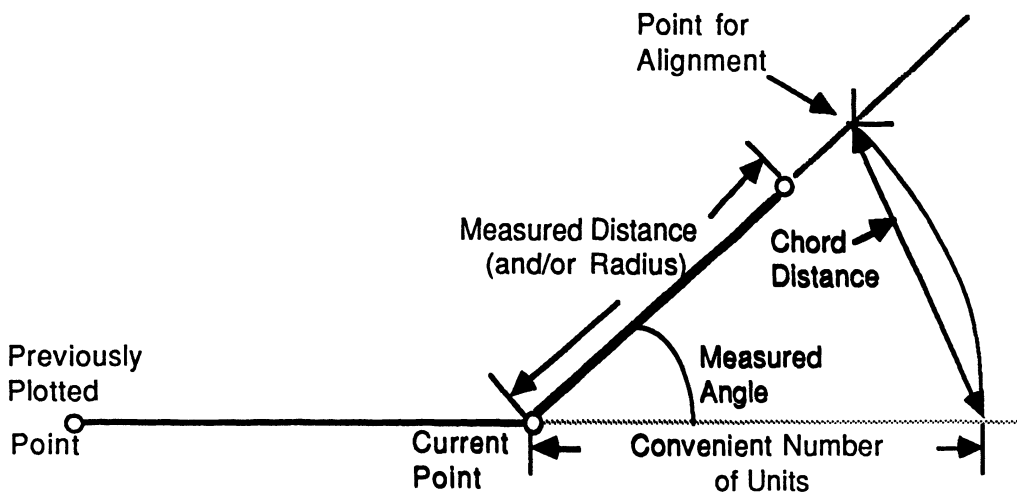 Point for
Alignment
Measured Distance
(and/or Radius)
Chord
Distance
Previously
Plotted
Point
Measured
Angle
Current
Point
Convenient Number
of Units